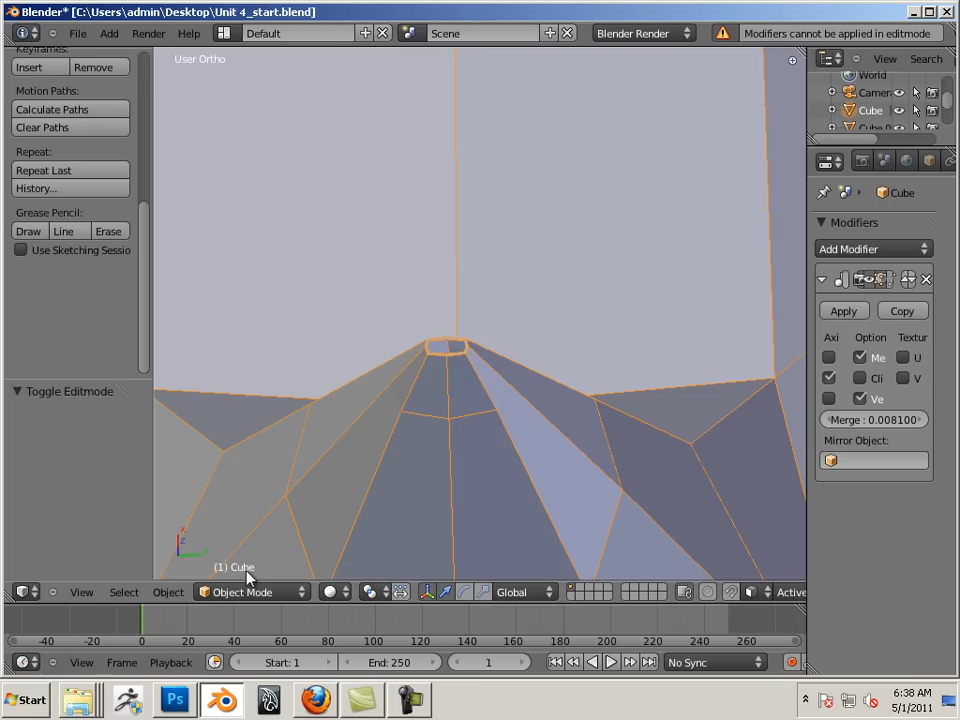 Blender* [C:\Users\admin\Desktop\Unit 4_start.blend]
File Add Render Help Default Scene Blender Render Modifiers cannot be applied in editmode
Keyframes:
Insert Remove
Motion Paths:
Calculate Paths
Clear Paths
Repeat:
Repeat Last
History...
Grease Pencil:
Draw Line Erase
Use Sketching Sessio
Toggle Editmode
User Ortho
(1) Cube
View Search
World
Camer
Cube
Cube.0
Cube
Modifiers
Add Modifier
Apply Copy
Axi Option Textur
Me U
Cli V
Ve
Merge : 0.008100
Mirror Object:
View Select Object Object Mode Global Active
-40 -20 0 20 40 60 80 100 120 140 160 180 200 220 240 260
View Frame Playback Start: 1 End: 250 1 No Sync
Start Ps 6:38 AM
5/1/2011